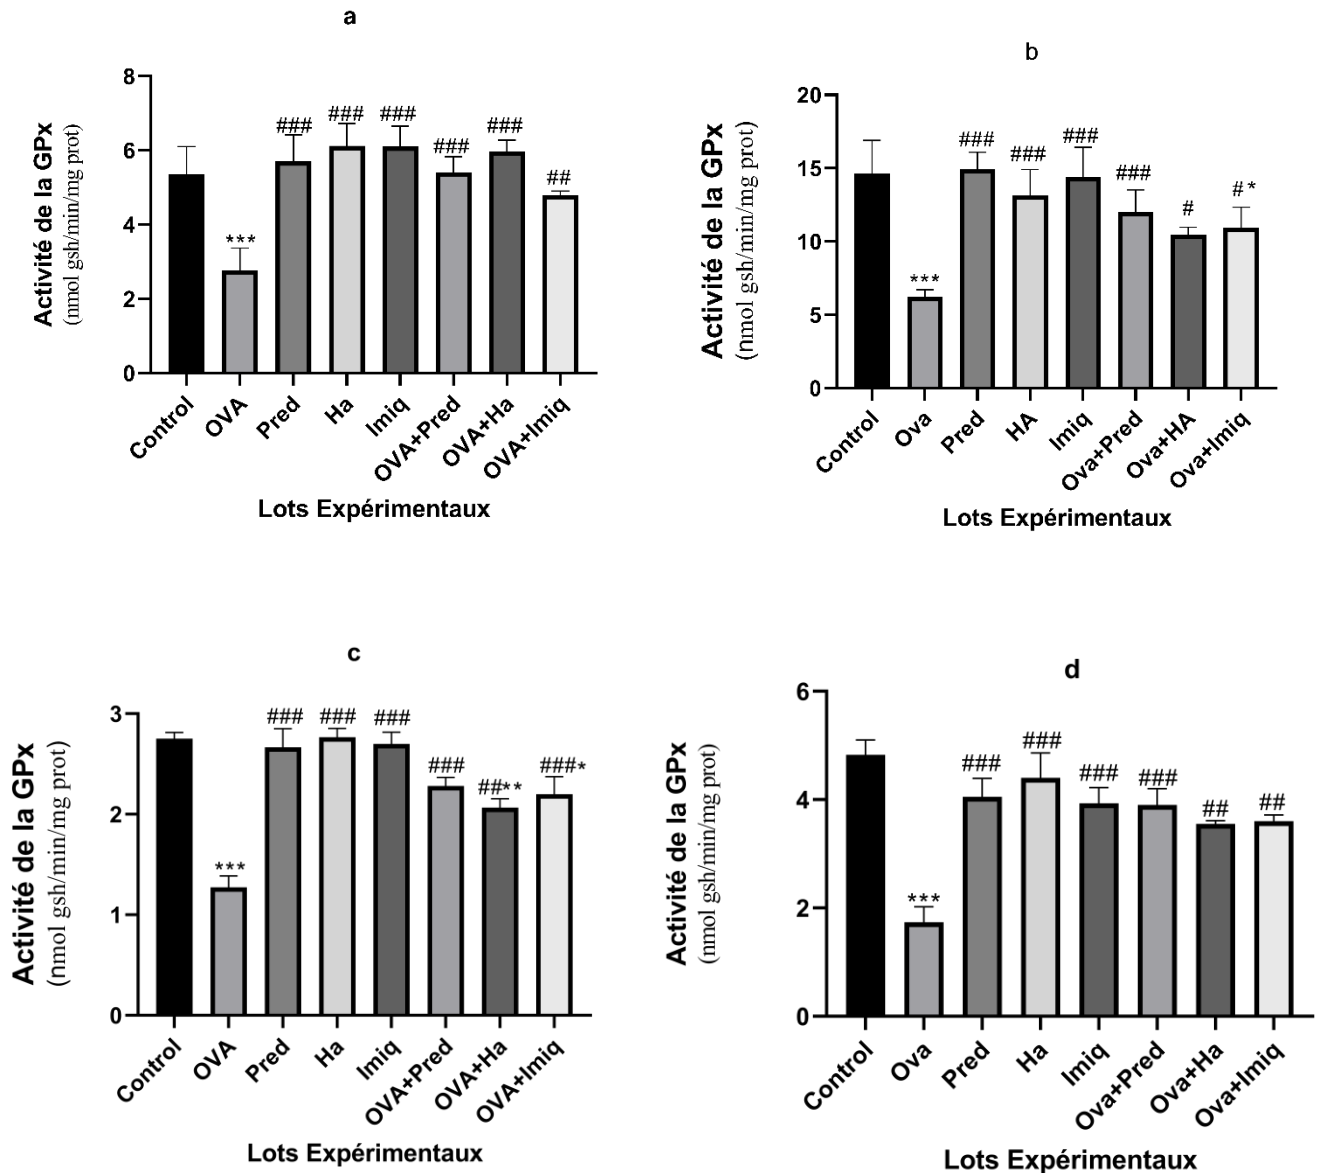 a
Activité de la GPx
(nmol gsh/min/mg prot)
8
6
4
2
0
***
###
###
###
###
###
##
Control
OVA
Pred
Ha
Imiq
OVA+Pred
OVA+Ha
OVA+Imiq
Lots Expérimentaux
b
Activité de la GPx
(nmol gsh/min/mg prot)
20
15
10
5
0
***
###
###
###
###
#
#*
Control
Ova
Pred
HA
Imiq
Ova+Pred
Ova+HA
Ova+Imiq
Lots Expérimentaux
c
Activité de la GPx
(nmol gsh/min/mg prot)
3
2
1
0
***
###
###
###
###
##**
###*
Control
OVA
Pred
Ha
Imiq
OVA+Pred
OVA+Ha
OVA+Imiq
Lots Expérimentaux
d
Activité de la GPx
(nmol gsh/min/mg prot)
6
4
2
0
***
###
###
###
###
##
##
Control
Ova
Pred
Ha
Imiq
Ova+Pred
Ova+Ha
Ova+Imiq
Lots Expérimentaux